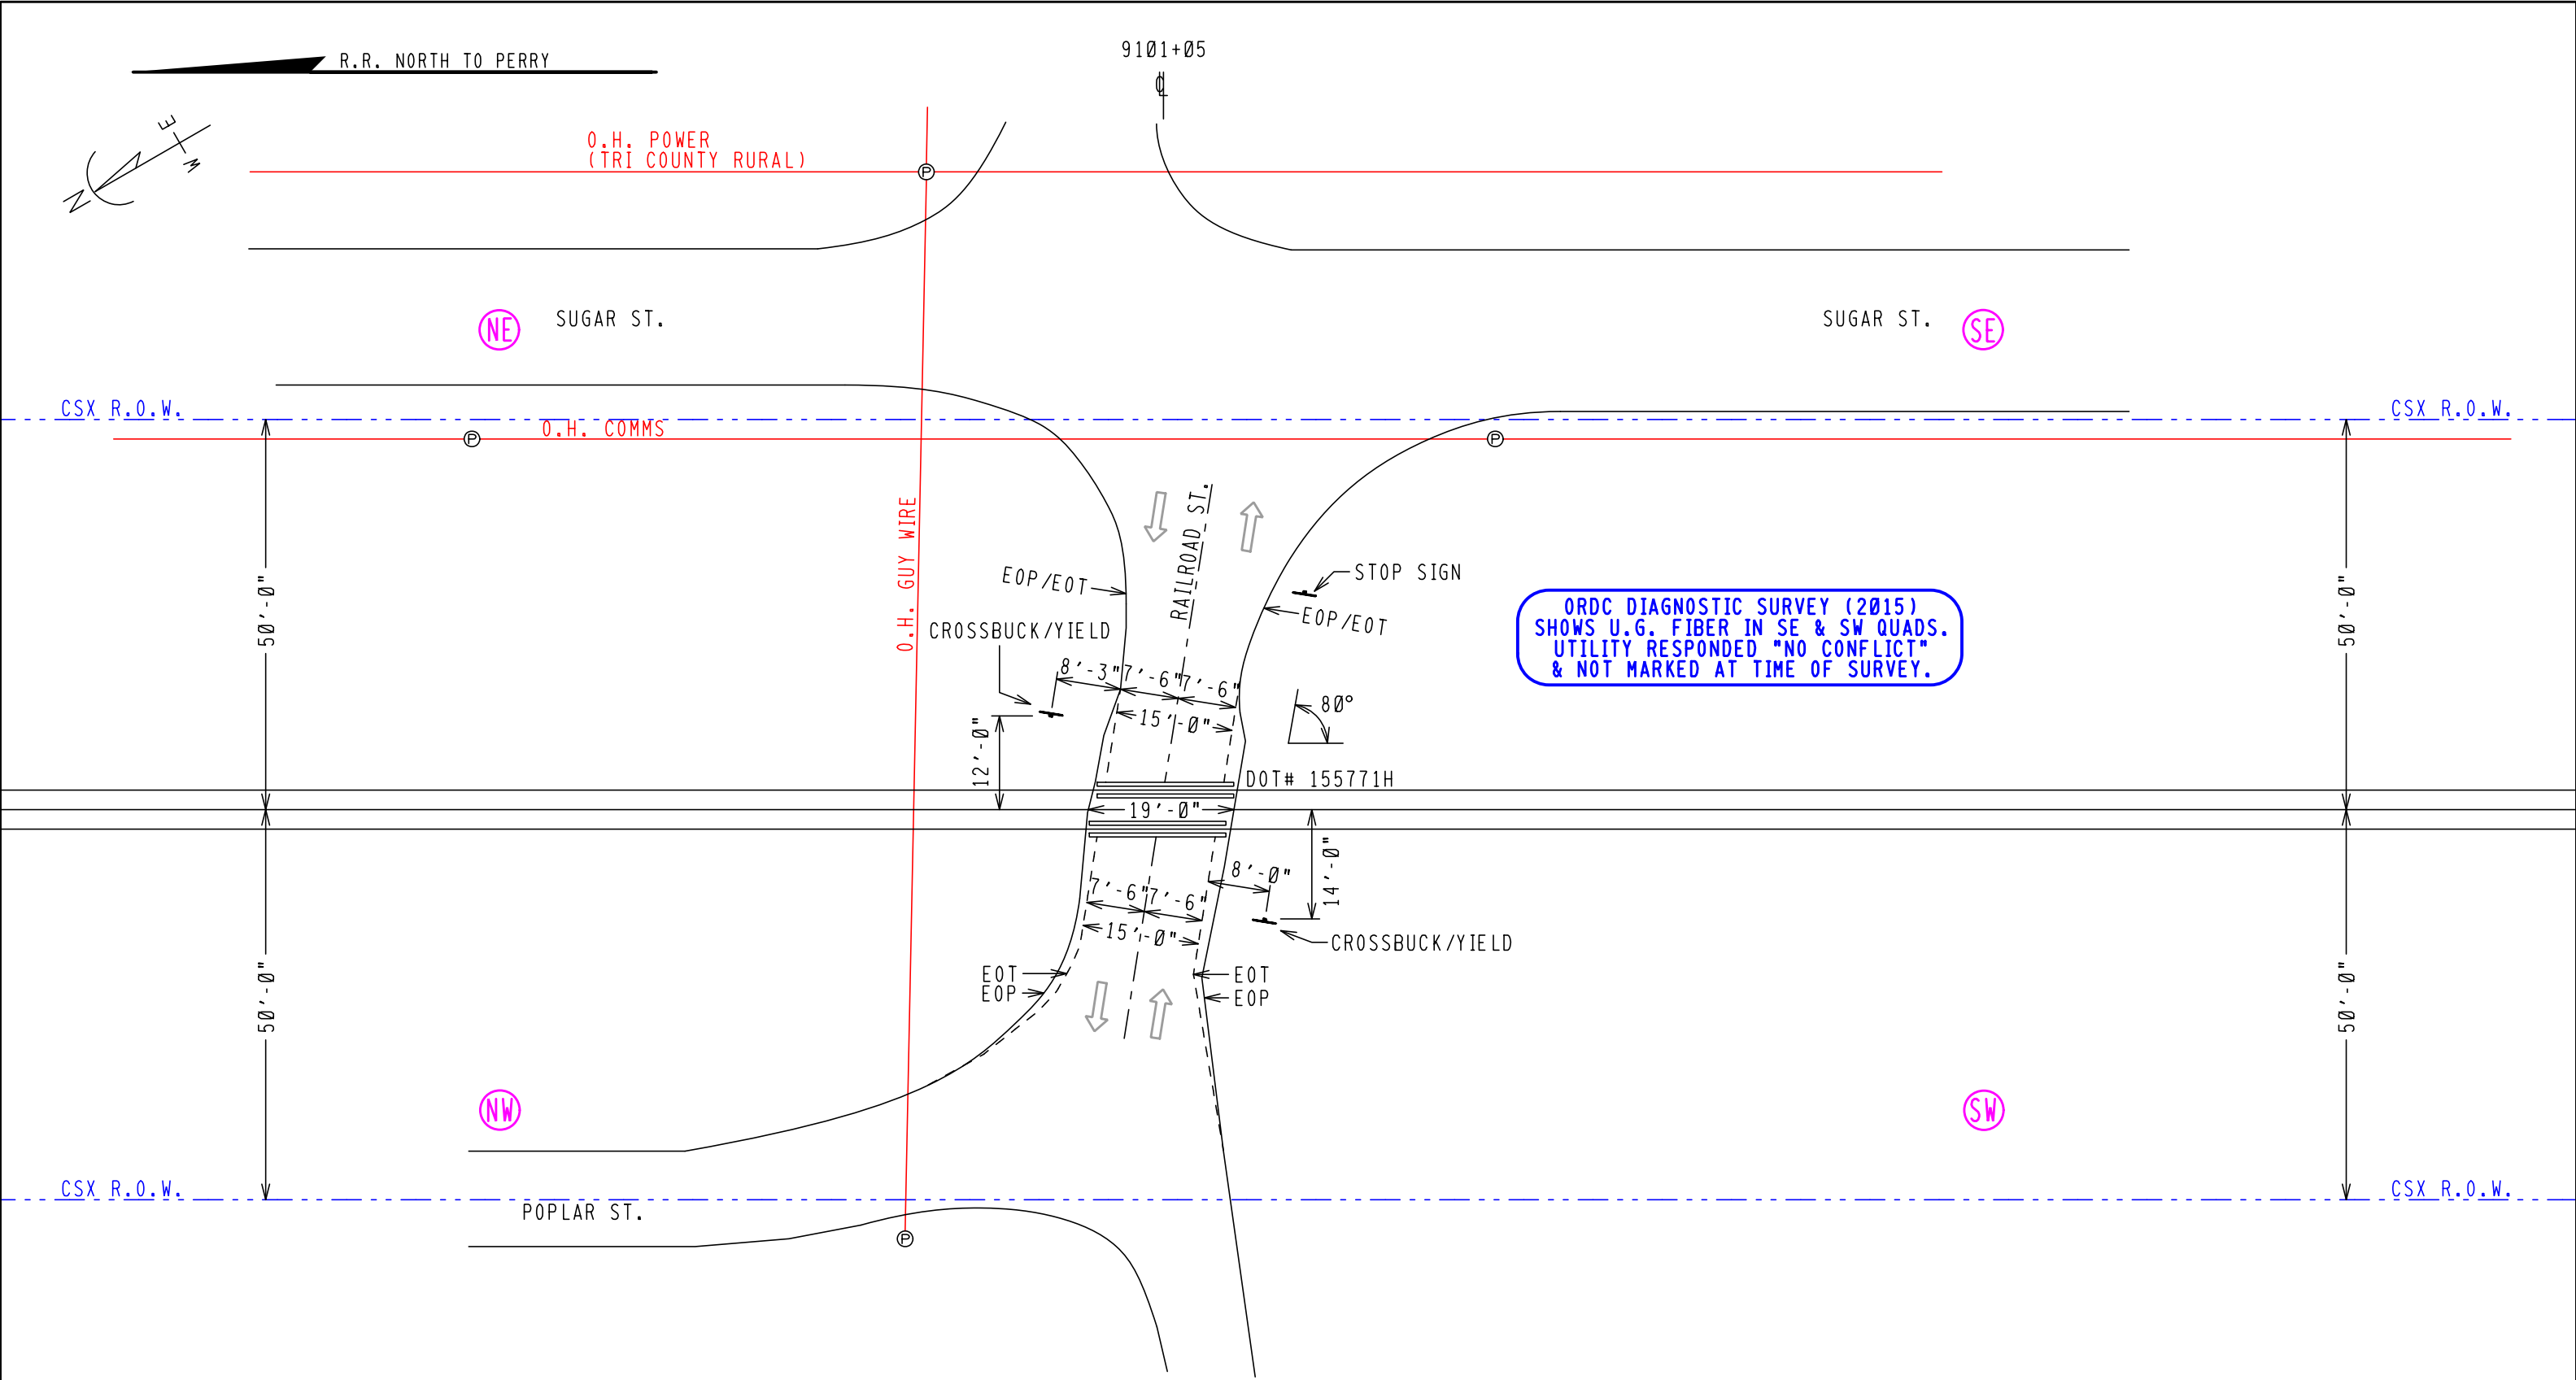 R.R. NORTH TO PERRY
9101+05
CL
E
W
N
O.H. POWER
(TRI COUNTY RURAL)
P
NE
SUGAR ST.
SUGAR ST.
SE
CSX R.O.W.
CSX R.O.W.
O.H. COMMS
P
P
50'-0"
O.H. GUY WIRE
RAILROAD ST.
EOP/EOT
STOP SIGN
EOP/EOT
CROSSBUCK/YIELD
ORDC DIAGNOSTIC SURVEY (2015)
SHOWS U.G. FIBER IN SE & SW QUADS.
UTILITY RESPONDED "NO CONFLICT"
& NOT MARKED AT TIME OF SURVEY.
50'-0"
8'-3"
7'-6"
7'-6"
80°
15'-0"
12'-0"
DOT# 155771H
19'-0"
14'-0"
8'-0"
7'-6"
7'-6"
15'-0"
CROSSBUCK/YIELD
50'-0"
50'-0"
EOT
EOP
EOT
EOP
NW
SW
CSX R.O.W.
CSX R.O.W.
POPLAR ST.
P